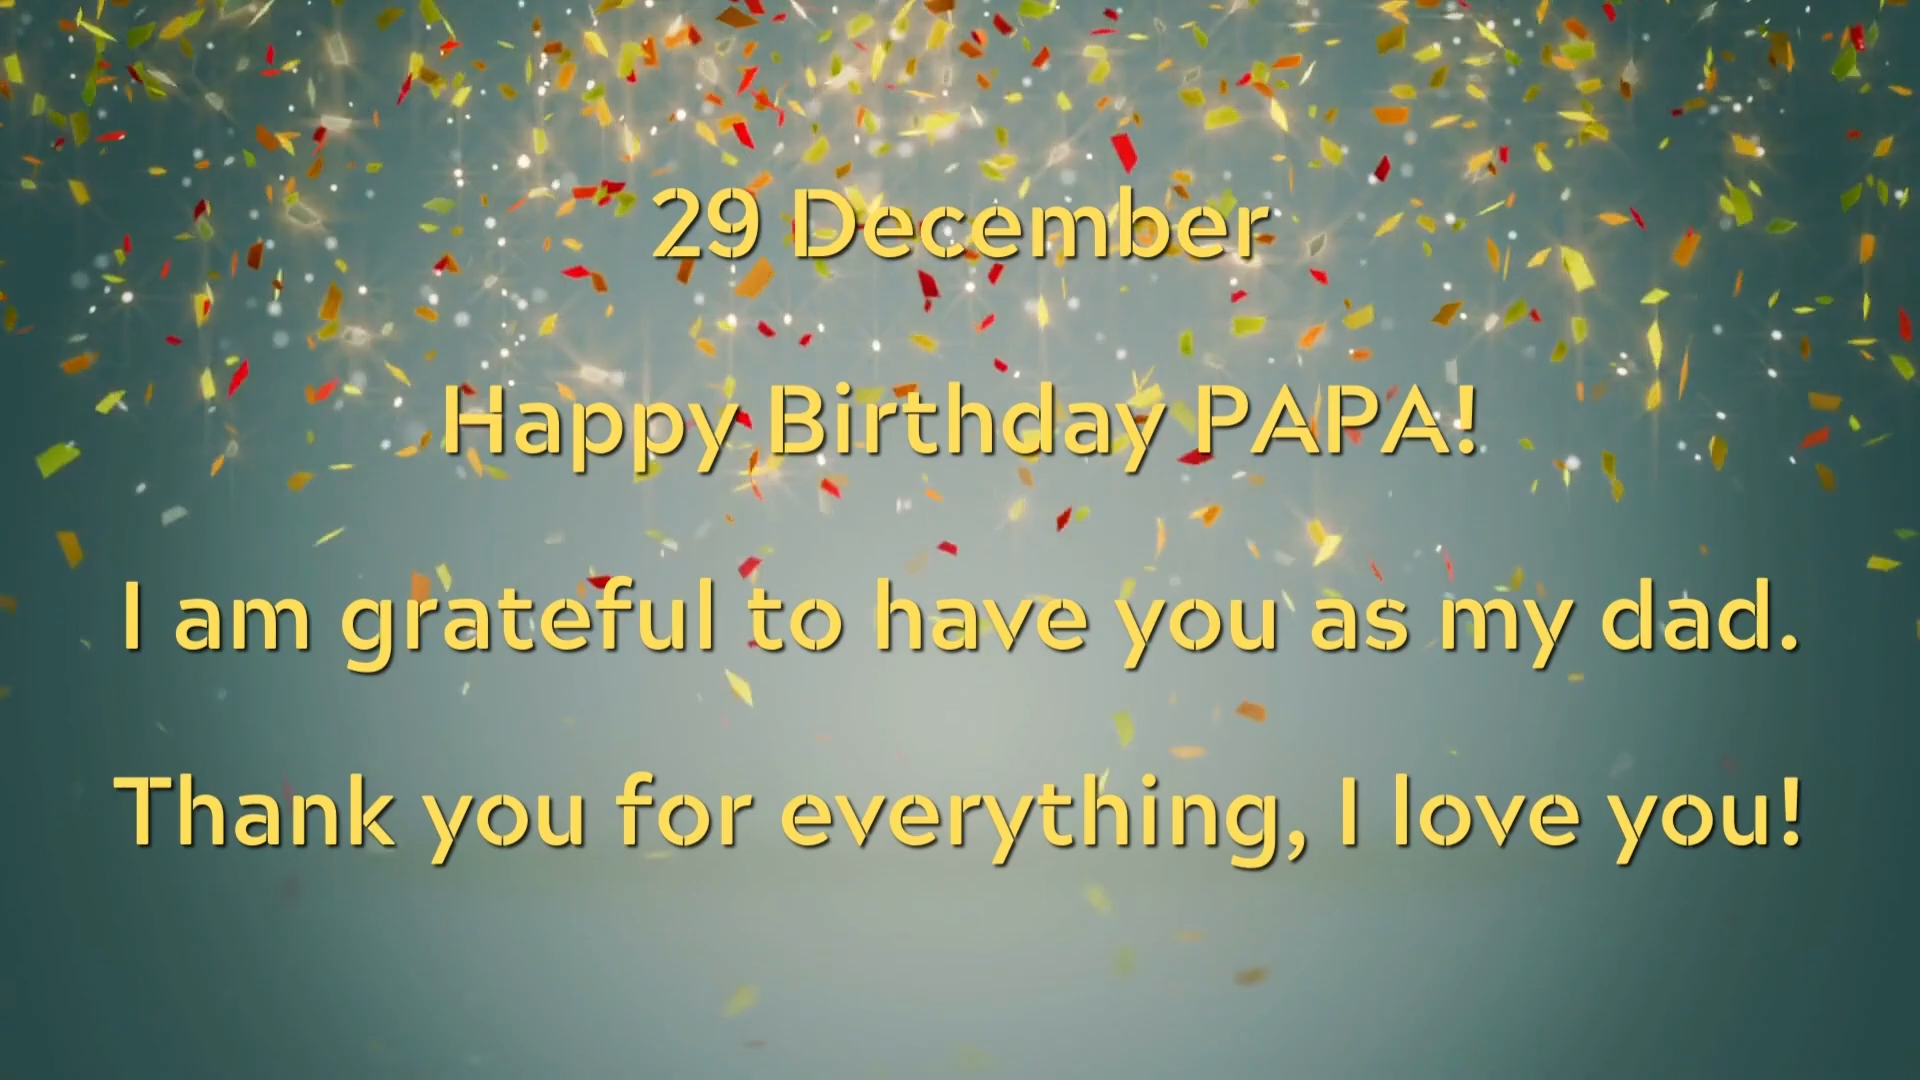 29 December
Happy Birthday PAPA!
I am grateful to have you as my dad.
Thank you for everything, I love you!